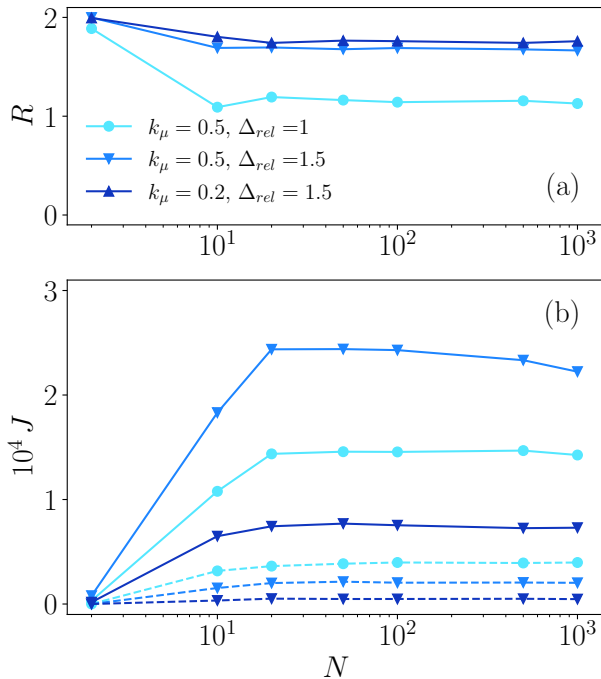 2
1
0
R
k_μ = 0.5, Δ_rel =1
k_μ = 0.5, Δ_rel =1.5
k_μ = 0.2, Δ_rel = 1.5
(a)
10^1
10^2
10^3
3
2
1
0
10^4 J
(b)
10^1
10^2
10^3
N